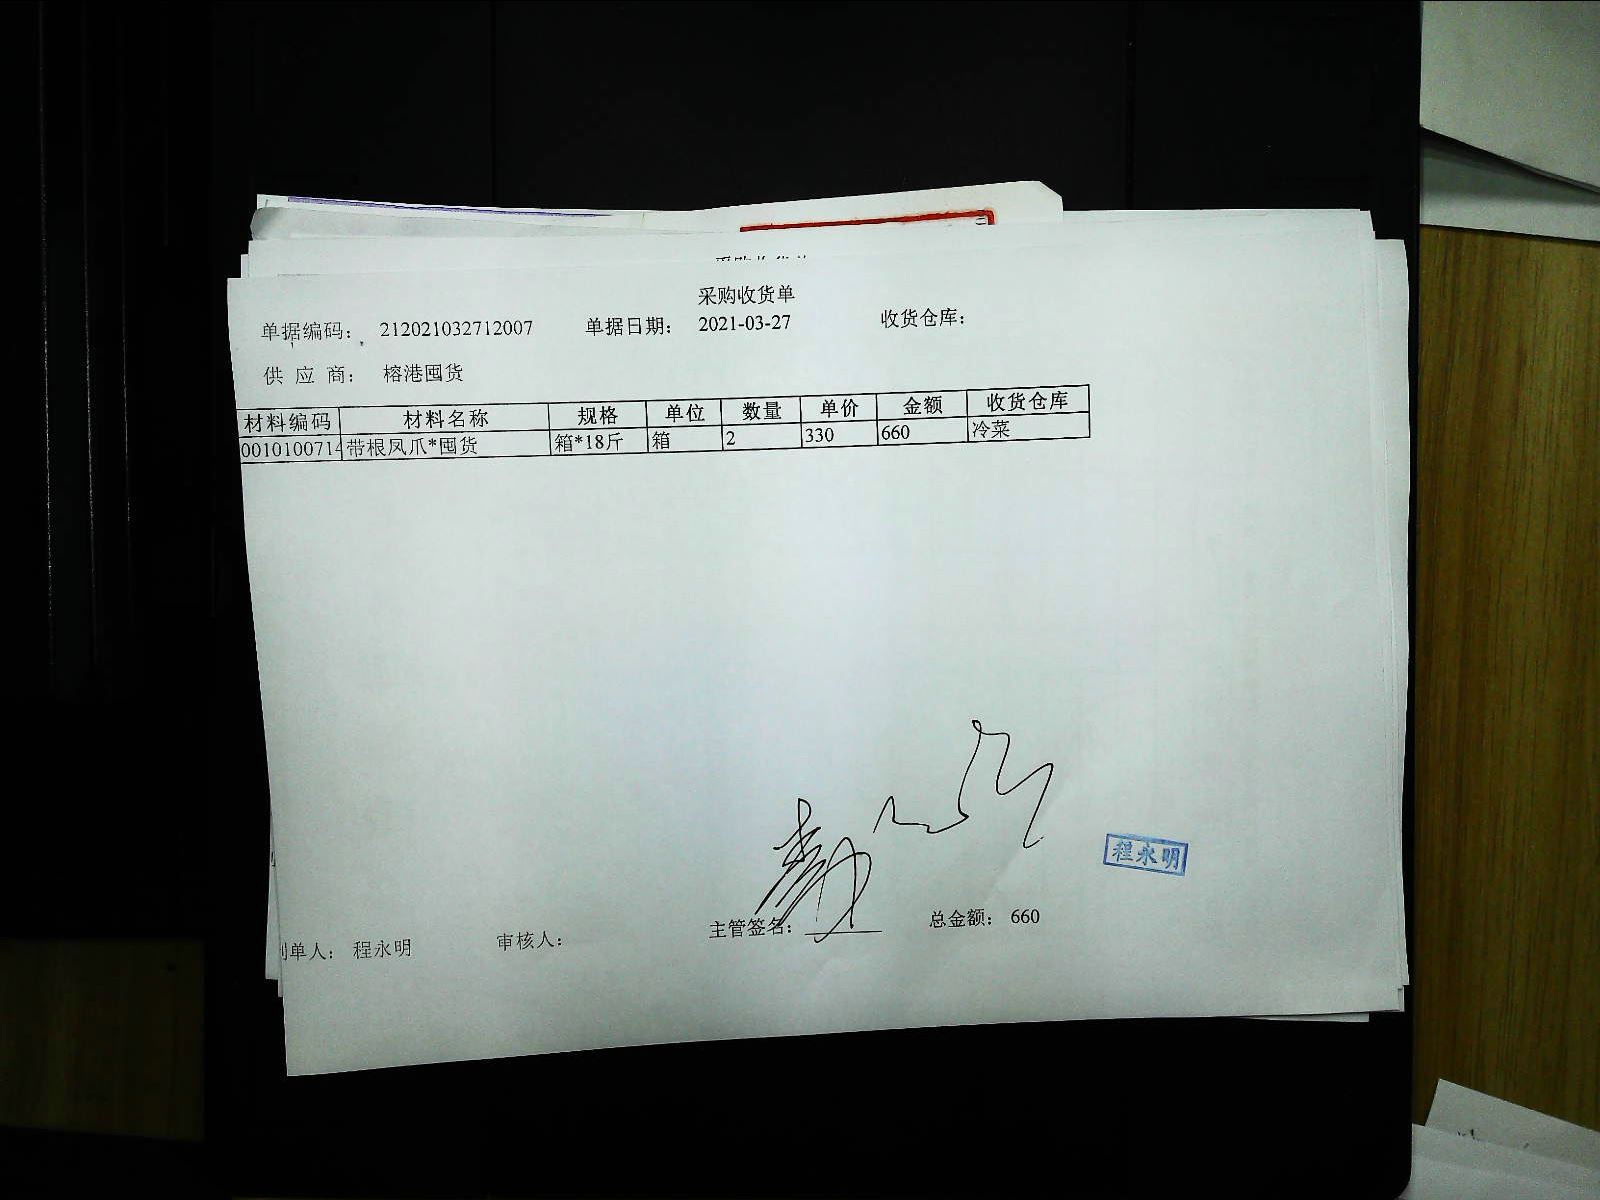 采购收货单
单据编码： 212021032712007 单据日期： 2021-03-27 收货仓库：
供 应 商： 榕港囤货
材料编码 材料名称 规格 单位 数量 单价 金额 收货仓库
0010100714 带根凤爪*囤货 箱*18斤 箱 2 330 660 冷菜
程永明
主管签名： 总金额： 660
制单人： 程永明 审核人：